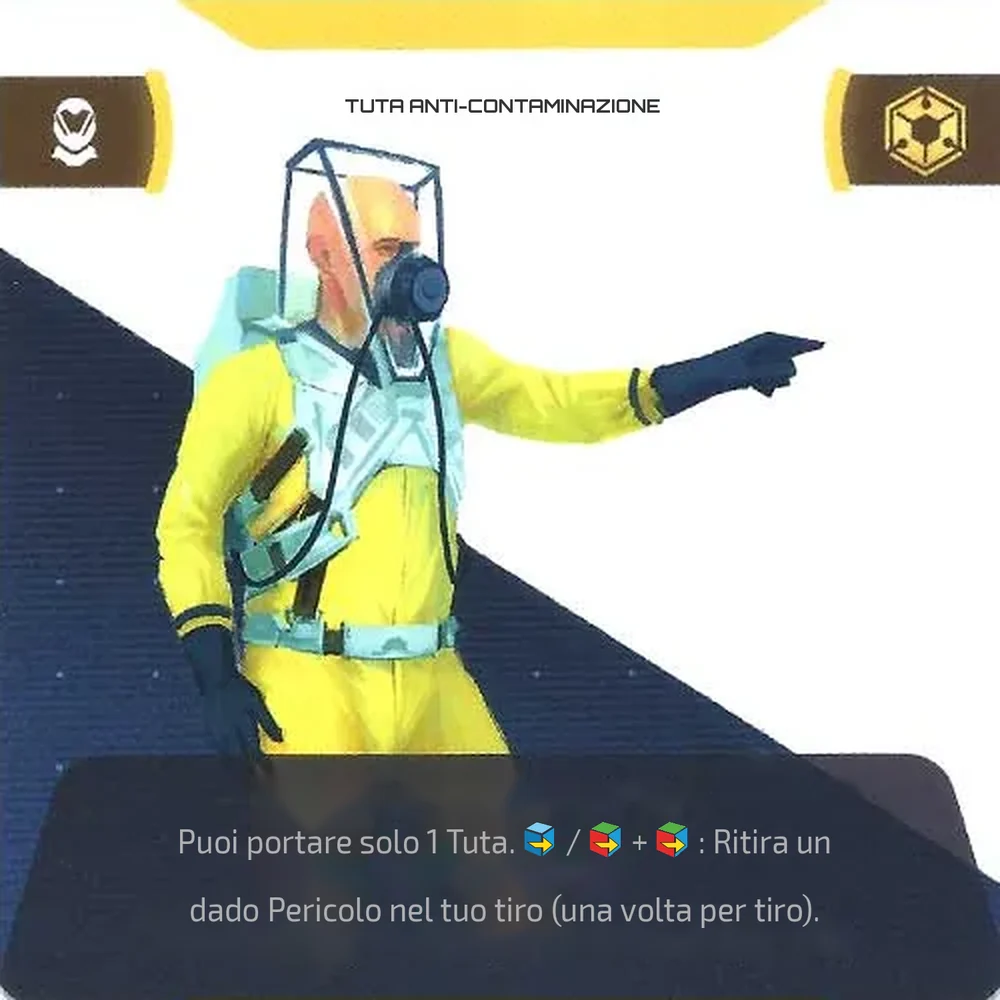 TUTA ANTI-CONTAMINAZIONE
Puoi portare solo 1 Tuta. / + : Ritira un
dado Pericolo nel tuo tiro (una volta per tiro).